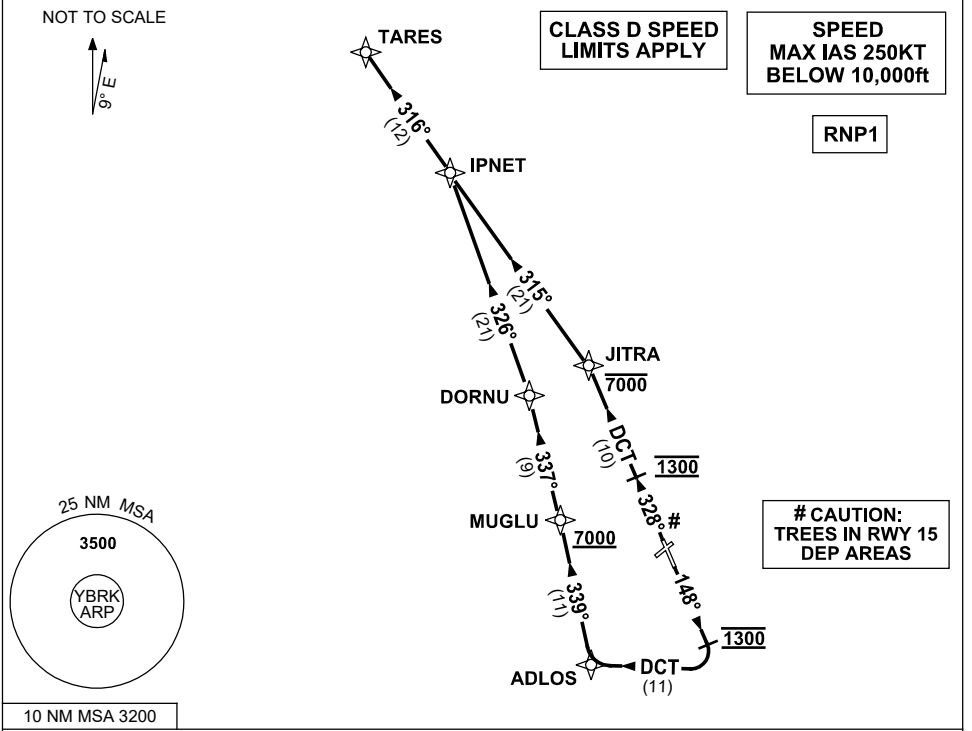 NOT TO SCALE
9° E
TARES
CLASS D SPEED
LIMITS APPLY
SPEED
MAX IAS 250KT
BELOW 10,000ft
RNP1
316°
(12)
IPNET
315°
(21)
326°
(21)
JITRA
7000
DORNU
DCT
(10)
1300
337°
(9)
328°
#
MUGLU
7000
# CAUTION:
TREES IN RWY 15
DEP AREAS
25 NM MSA
3500
YBRK
ARP
339°
(11)
148°
1300
ADLOS
DCT
(11)
10 NM MSA 3200